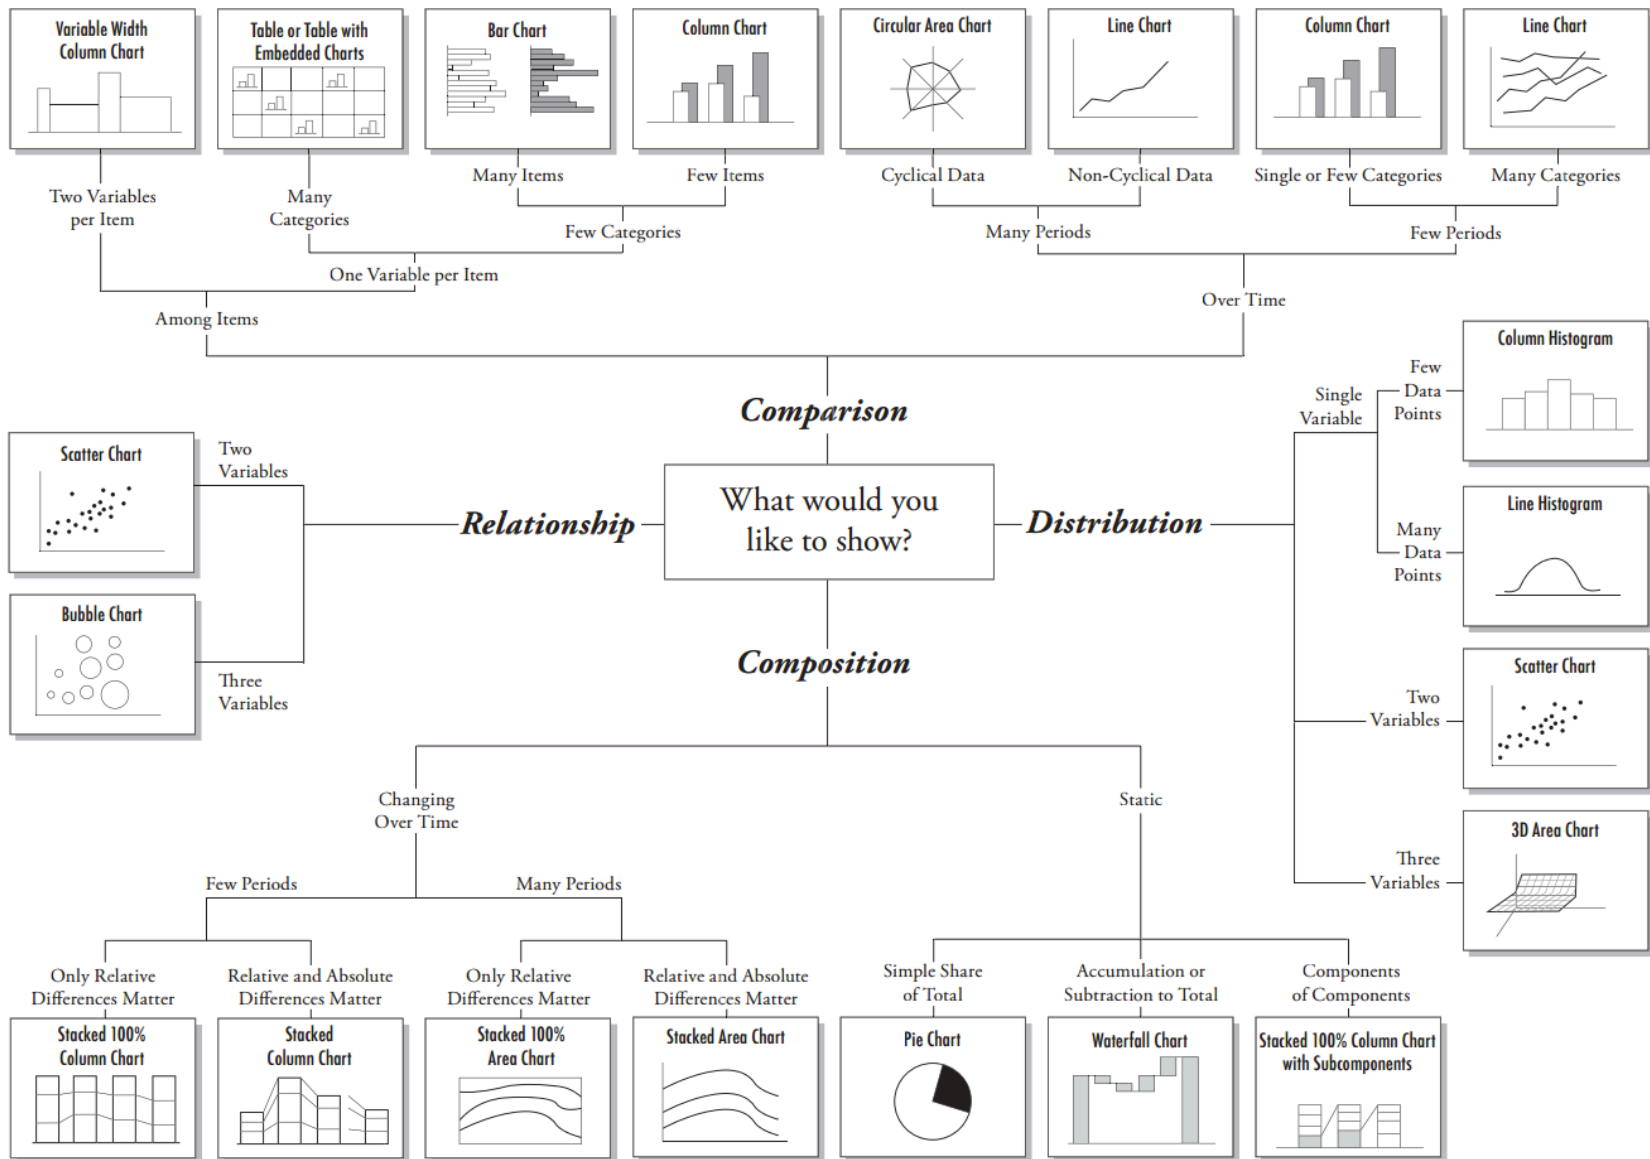 Variable Width
Column Chart
Table or Table with
Embedded Charts
Bar Chart
Column Chart
Circular Area Chart
Line Chart
Column Chart
Line Chart
Two Variables
per Item
Many
Categories
Many Items
Few Items
Cyclical Data
Non-Cyclical Data
Single or Few Categories
Many Categories
Few Categories
Many Periods
Few Periods
One Variable per Item
Over Time
Among Items
Comparison
What would you
like to show?
Relationship
Two
Variables
Scatter Chart
Three
Variables
Bubble Chart
Distribution
Single
Variable
Few
Data
Points
Column Histogram
Many
Data
Points
Line Histogram
Two
Variables
Scatter Chart
Three
Variables
3D Area Chart
Composition
Changing
Over Time
Static
Few Periods
Many Periods
Only Relative
Differences Matter
Relative and Absolute
Differences Matter
Only Relative
Differences Matter
Relative and Absolute
Differences Matter
Simple Share
of Total
Accumulation or
Subtraction to Total
Components
of Components
Stacked 100%
Column Chart
Stacked
Column Chart
Stacked 100%
Area Chart
Stacked Area Chart
Pie Chart
Waterfall Chart
Stacked 100% Column Chart
with Subcomponents